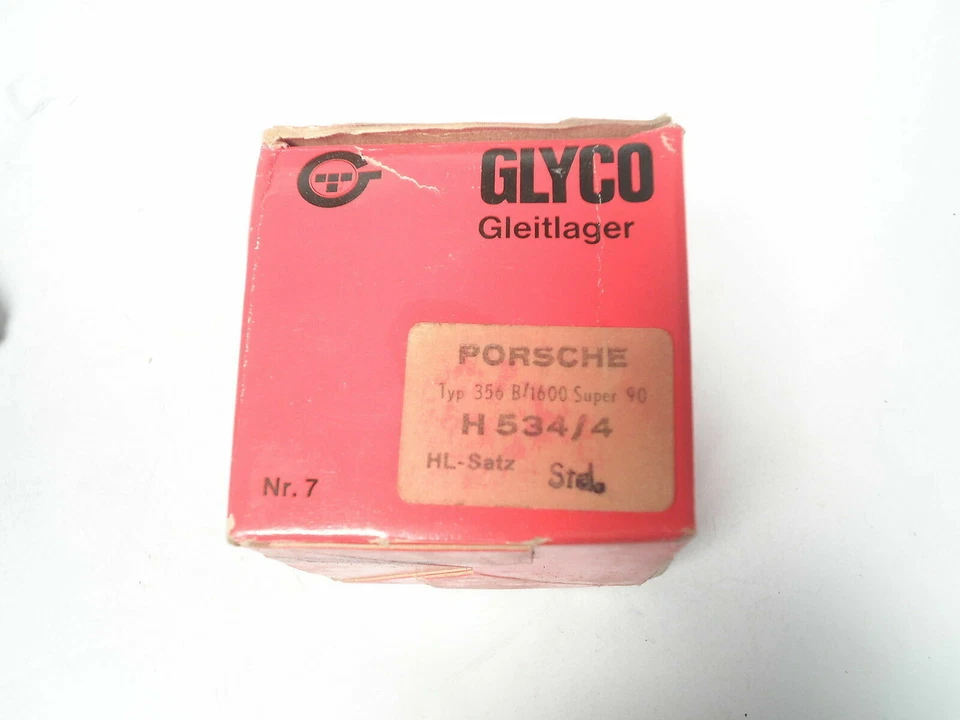 GLYCO
Gleitlager
PORSCHE
Typ 356 B/1600 Super 90
H 534/4
HL-Satz Std.
Nr. 7